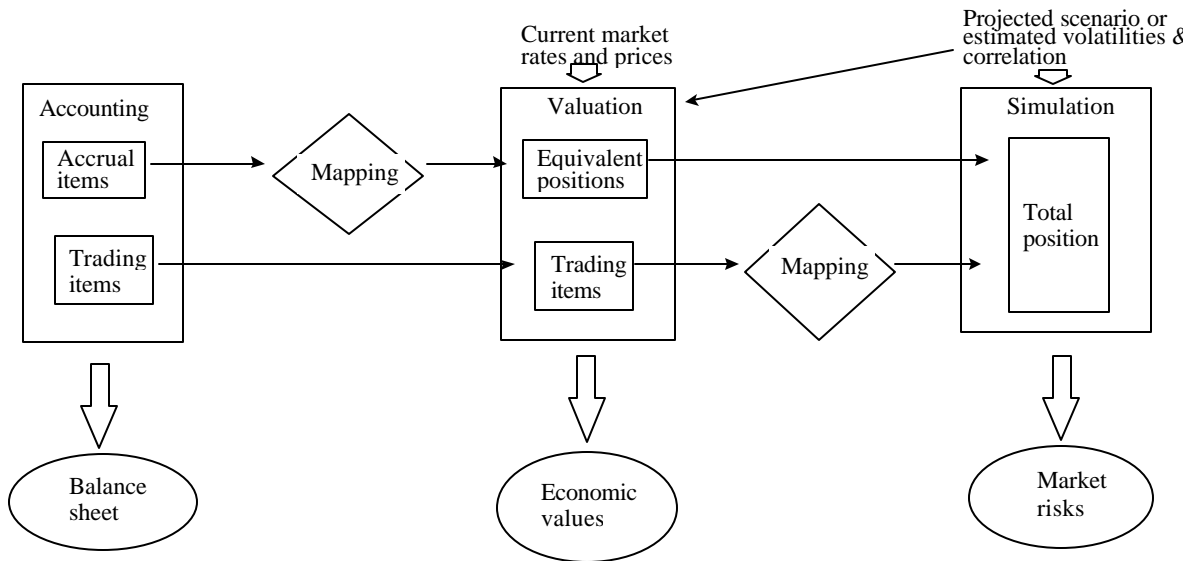 Current market
rates and prices
Projected scenario or
estimated volatilities &
correlation
Accounting
Valuation
Simulation
Accrual
items
Mapping
Equivalent
positions
Total
position
Trading
items
Trading
items
Mapping
Balance
sheet
Economic
values
Market
risks